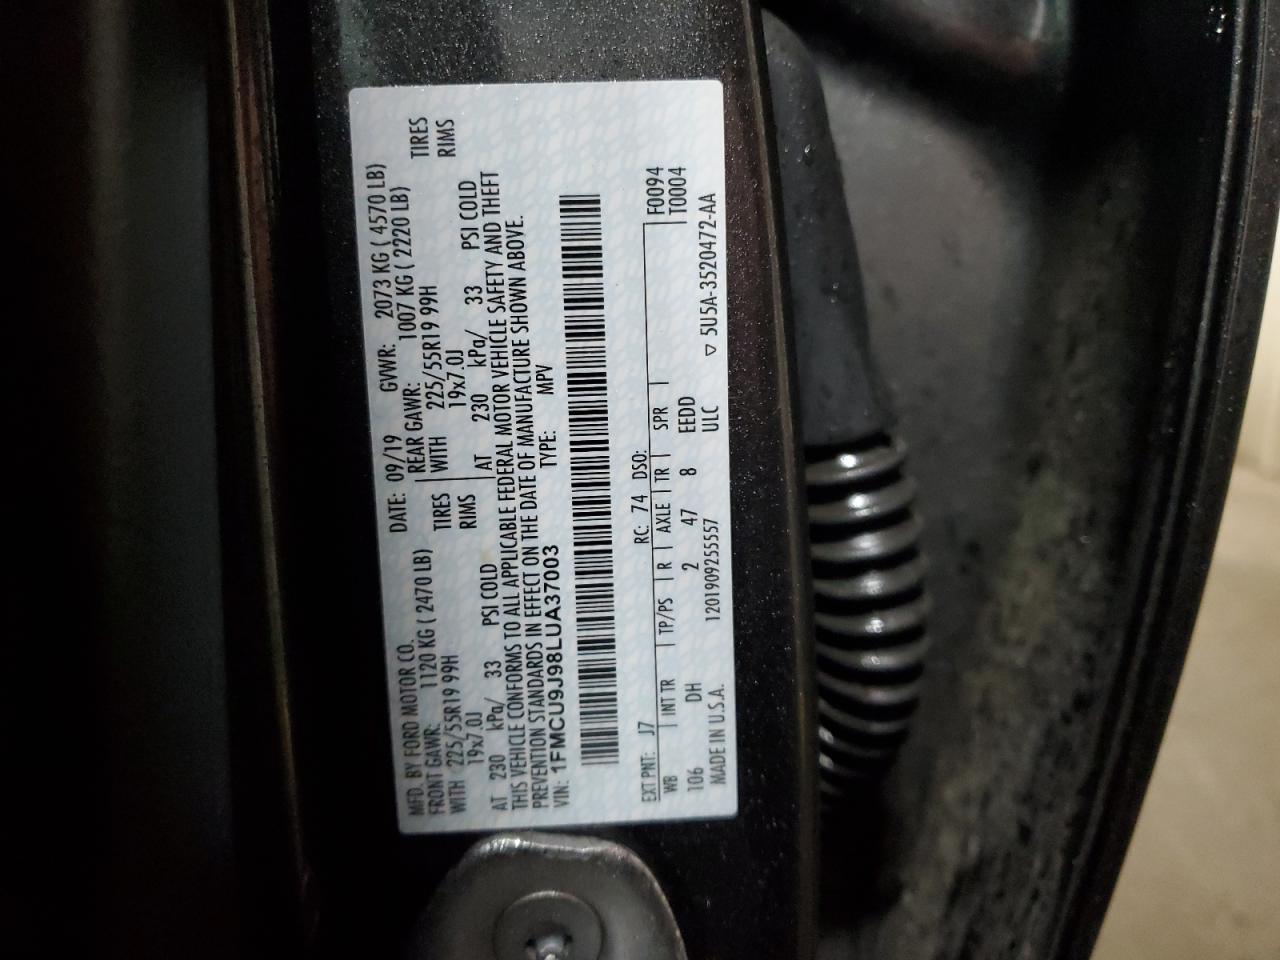 MFD. BY FORD MOTOR CO. DATE: 09/19 GVWR: 2073 KG ( 4570 LB)
FRONT GAWR: 1120 KG ( 2470 LB) REAR GAWR: 1007 KG ( 2220 LB)
WITH 225/55R19 99H TIRES WITH 225/55R19 99H TIRES
19x7.0J RIMS 19x7.0J RIMS
AT 230 kPa/ 33 PSI COLD AT 230 kPa/ 33 PSI COLD
THIS VEHICLE CONFORMS TO ALL APPLICABLE FEDERAL MOTOR VEHICLE SAFETY AND THEFT
PREVENTION STANDARDS IN EFFECT ON THE DATE OF MANUFACTURE SHOWN ABOVE.
VIN: 1FMCU9J98LUA37003 TYPE: MPV
EXT PNT: J7 RC: 74 DSO: F0094
WB INT TR TP/PS R AXLE TR SPR T0004
106 DH 2 47 8 EDD
MADE IN U.S.A. 1201909255557 ULC ▽ 5U5A-3520472-AA